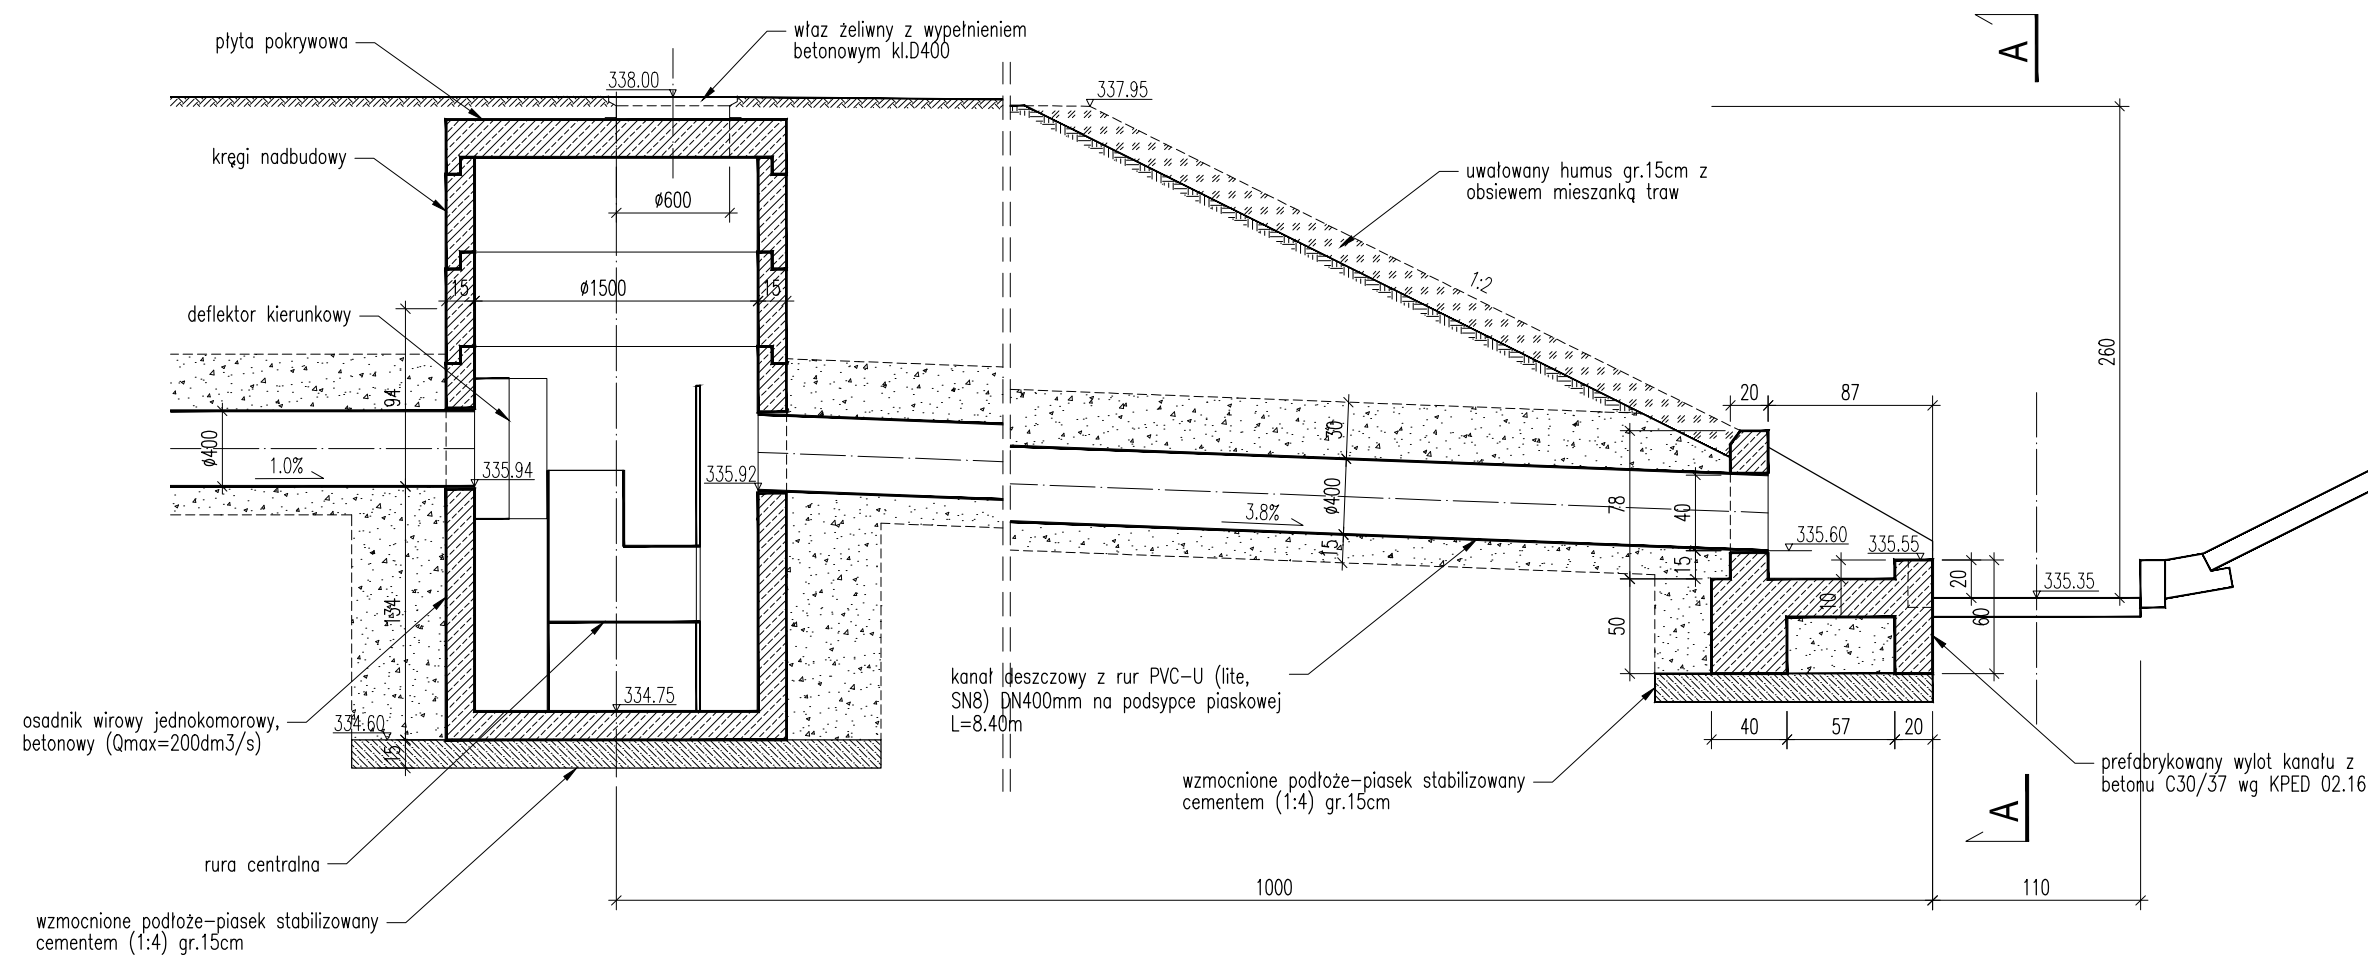 płyta pokrywowa
właz żeliwny z wypełnieniem
betonowym kl.D400
A
338.00
337.95
kręgi nadbudowy
uwałowany humus gr.15cm z
obsiewem mieszanką traw
ø600
1:2
15
ø1500
15
deflektor kierunkowy
260
94
20
87
30
ø400
1.0%
335.94
335.92
ø400
3.8%
78
40
335.60
335.55
15
15
20
335.35
10
60
134
50
kanał deszczowy z rur PVC-U (lite,
SN8) DN400mm na podsypce piaskowej
L=8.40m
334.75
osadnik wirowy jednokomorowy,
betonowy (Qmax=200dm3/s)
334.60
15
40
57
20
wzmocnione podłoże-piasek stabilizowany
cementem (1:4) gr.15cm
prefabrykowany wylot kanału z
betonu C30/37 wg KPED 02.16
A
rura centralna
1000
110
wzmocnione podłoże-piasek stabilizowany
cementem (1:4) gr.15cm